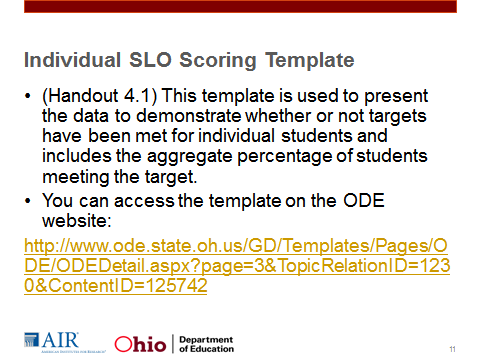 Individual SLO Scoring Template
• (Handout 4.1) This template is used to present
the data to demonstrate whether or not targets
have been met for individual students and
includes the aggregate percentage of students
meeting the target.
• You can access the template on the ODE
website:
http://www.ode.state.oh.us/GD/Templates/Pages/O
DE/ODEDetail.aspx?page=3&TopicRelationID=123
0&ContentID=125742
AIR®
AMERICAN INSTITUTES FOR RESEARCH®
Ohio
Department
of Education
11